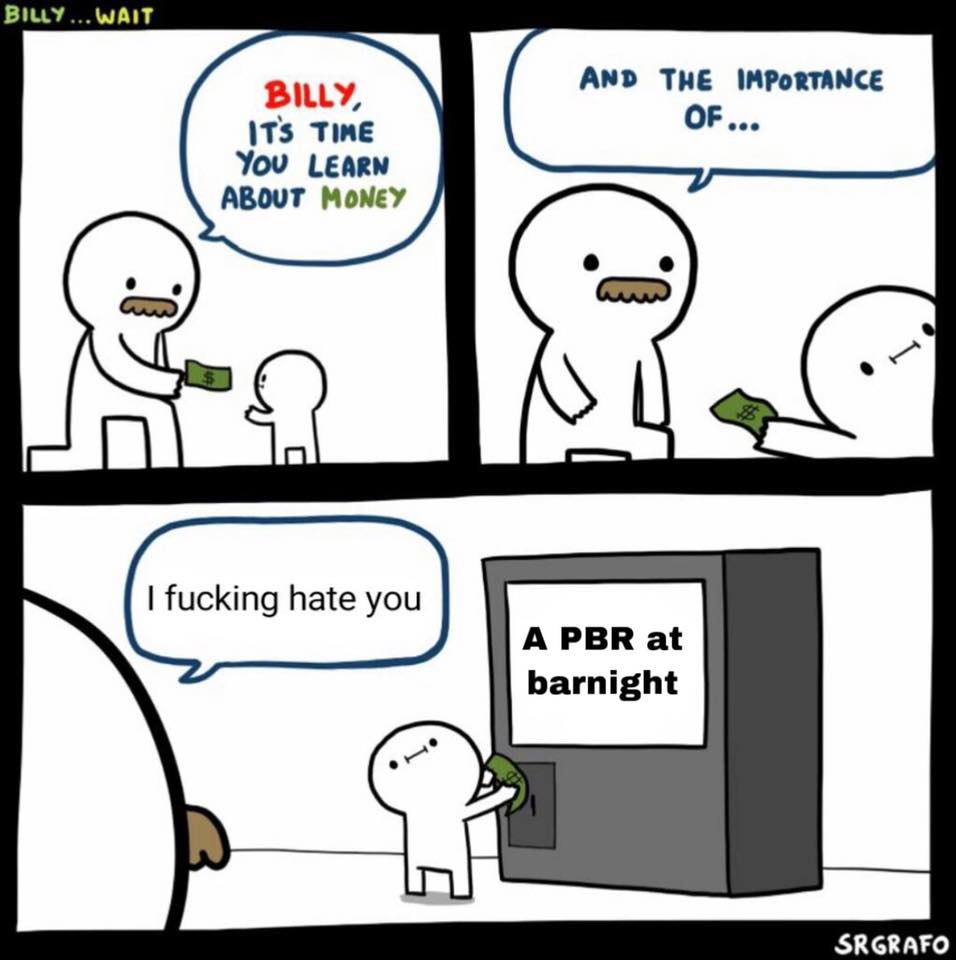 BILLY...WAIT
BILLY,
IT'S TIME
YOU LEARN
ABOUT MONEY
$
AND THE IMPORTANCE
OF...
$
I fucking hate you
A PBR at
barnight
$
SRGRAFO